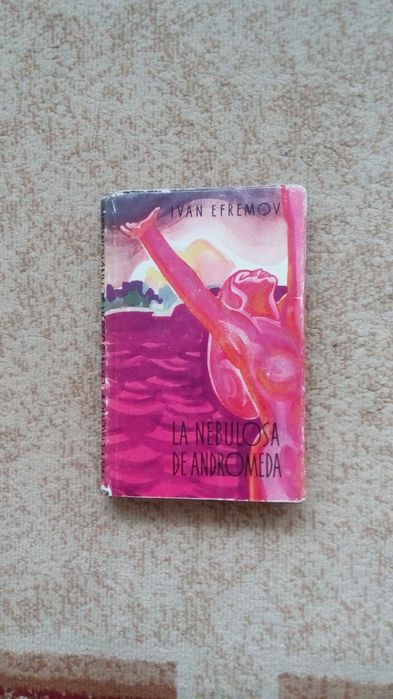 IVAN EFREMOV
LA NEBULOSA
DE ANDROMEDA